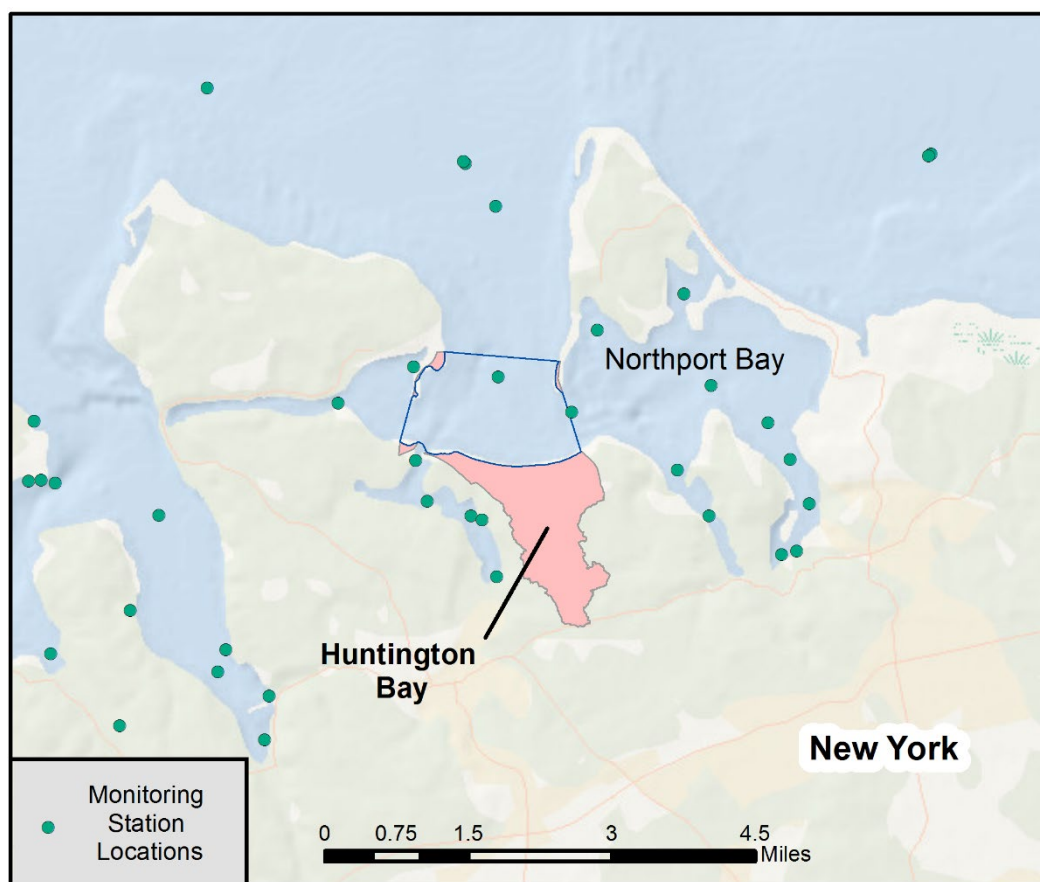 Northport Bay
Huntington
Bay
New York
Monitoring
Station
Locations
0 0.75 1.5 3 4.5
Miles